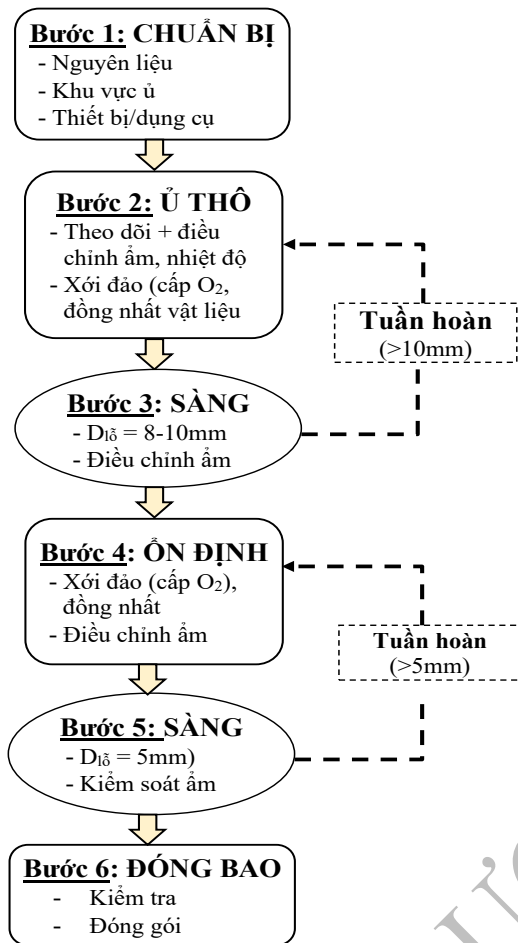 Bước 1: CHUẨN BỊ
- Nguyên liệu
- Khu vực ủ
- Thiết bị/dụng cụ
Bước 2: Ủ THÔ
- Theo dõi + điều
chỉnh ẩm, nhiệt độ
- Xới đảo (cấp O₂,
đồng nhất vật liệu
Tuần hoàn
(>10mm)
Bước 3: SÀNG
- Dlỗ = 8-10mm
- Điều chỉnh ẩm
Bước 4: ỔN ĐỊNH
- Xới đảo (cấp O₂),
đồng nhất
- Điều chỉnh ẩm
Tuần hoàn
(>5mm)
Bước 5: SÀNG
- Dlỗ = 5mm)
- Kiểm soát ẩm
Bước 6: ĐÓNG BAO
- Kiểm tra
- Đóng gói